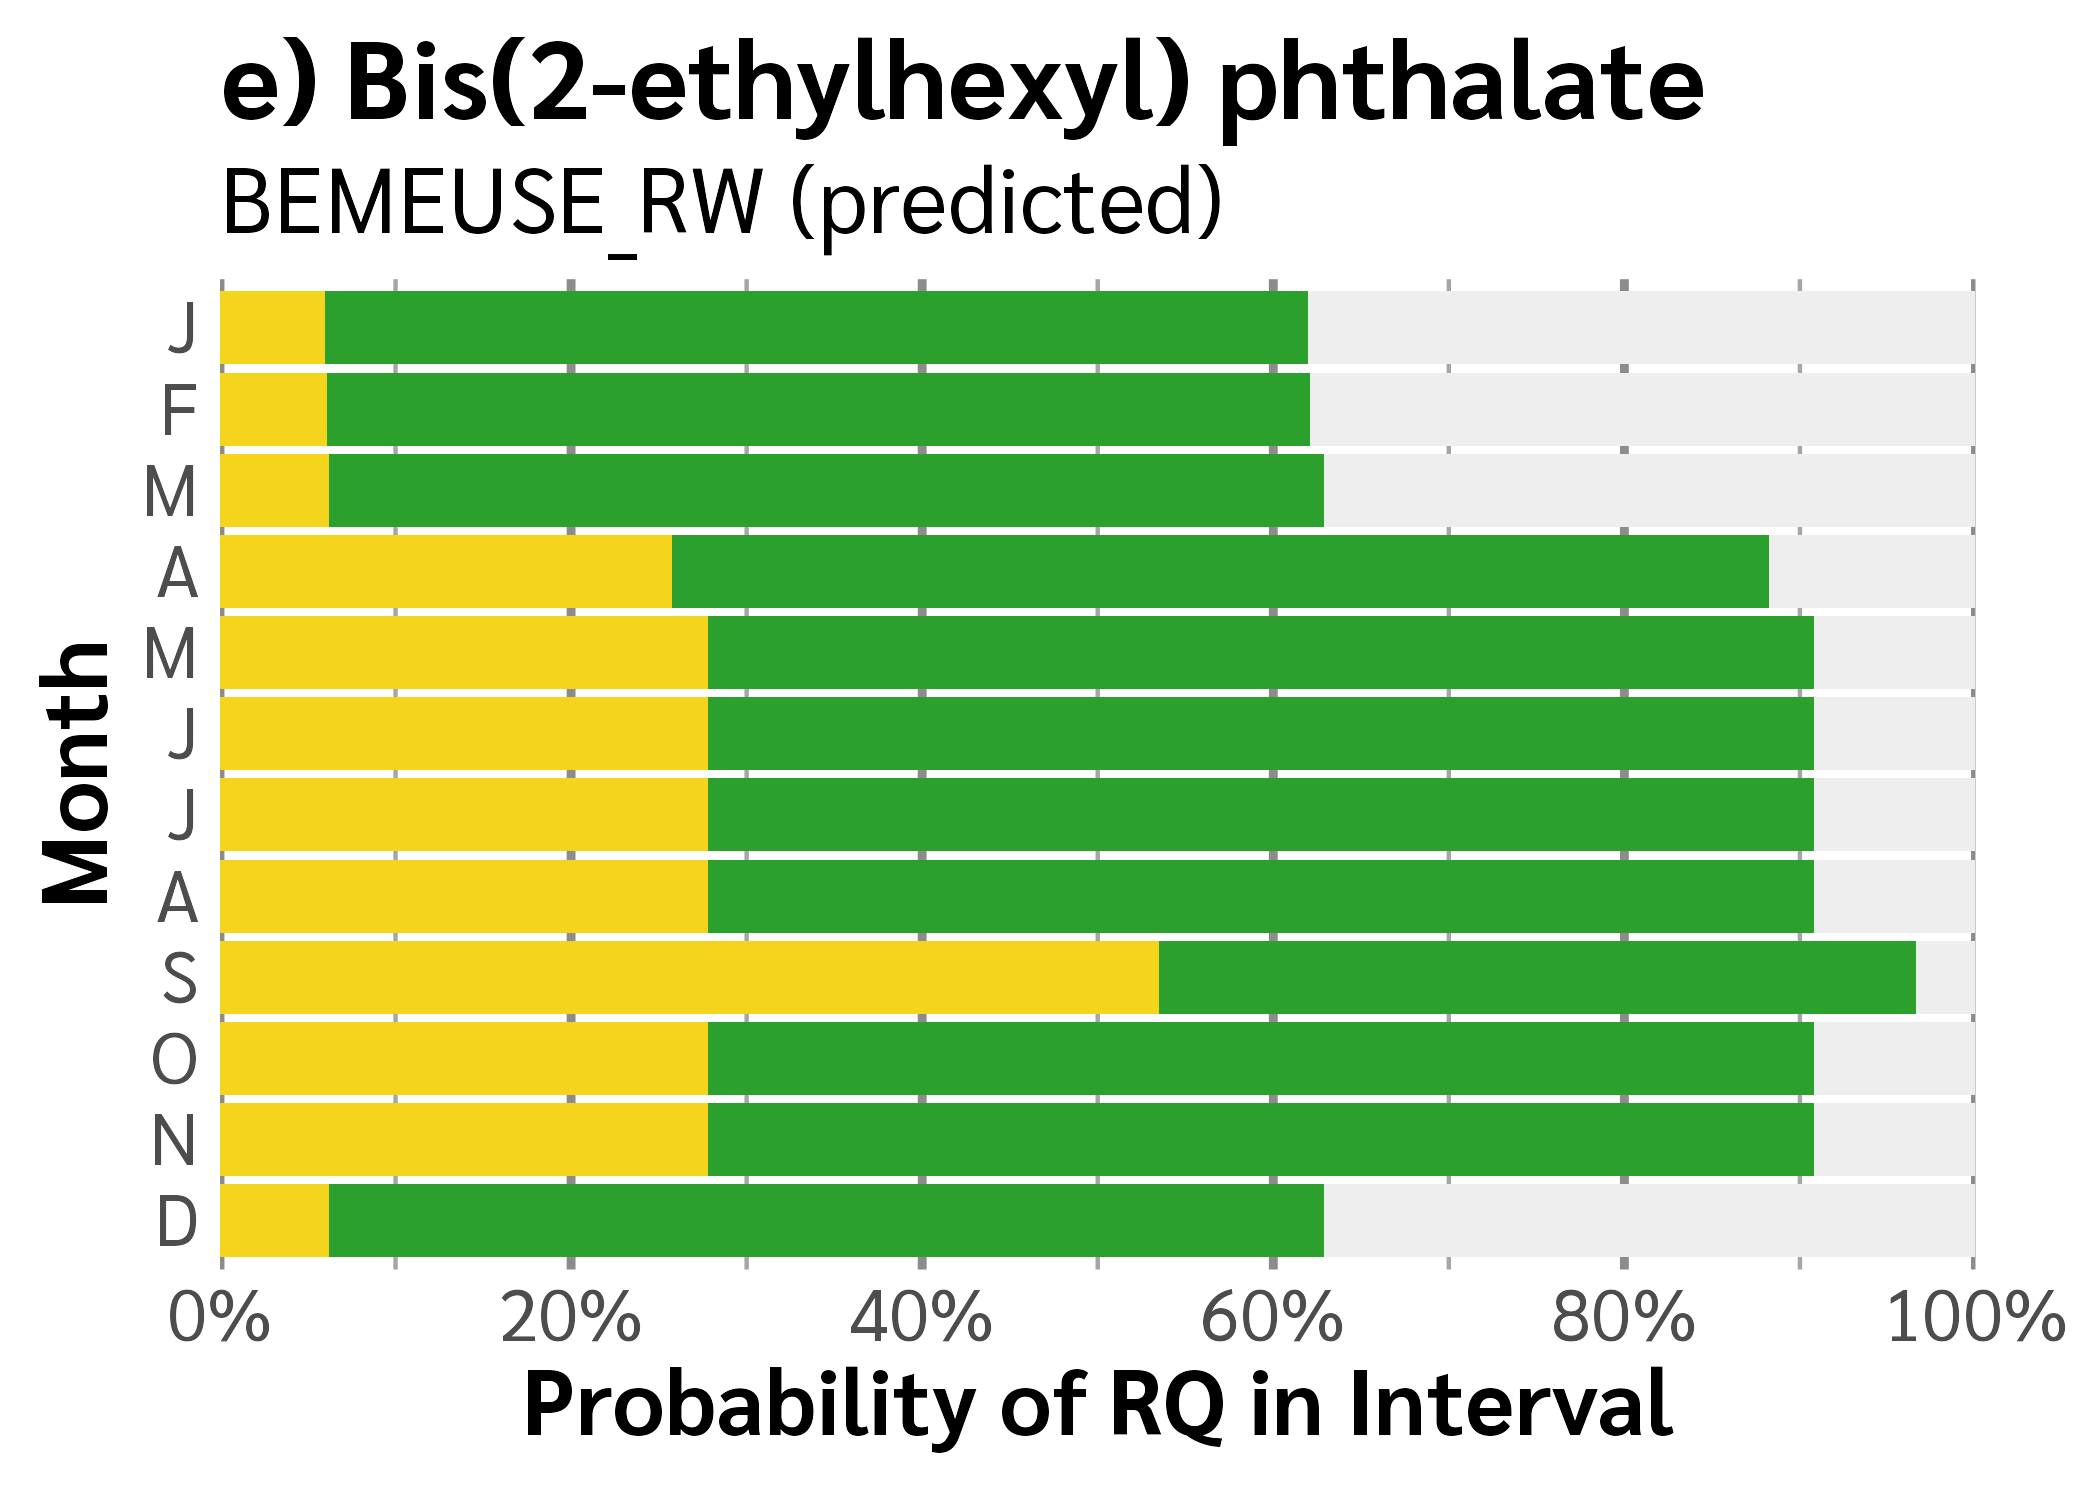 e) Bis(2-ethylhexyl) phthalate
BEMEUSE_RW (predicted)
Month
J
F
M
A
M
J
J
A
S
O
N
D
0% 20% 40% 60% 80% 100%
Probability of RQ in Interval